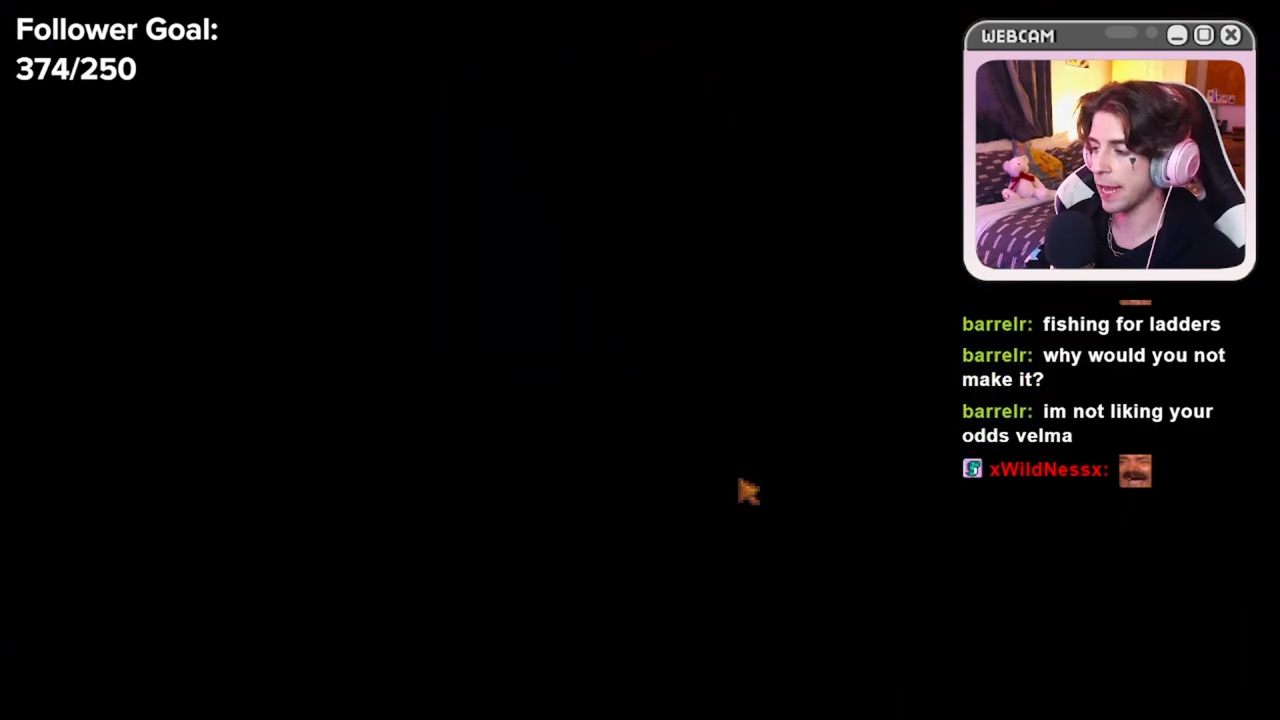 Follower Goal:
374/250
WEBCAM
barrelr: fishing for ladders
barrelr: why would you not
make it?
barrelr: im not liking your
odds velma
xWildNessx: